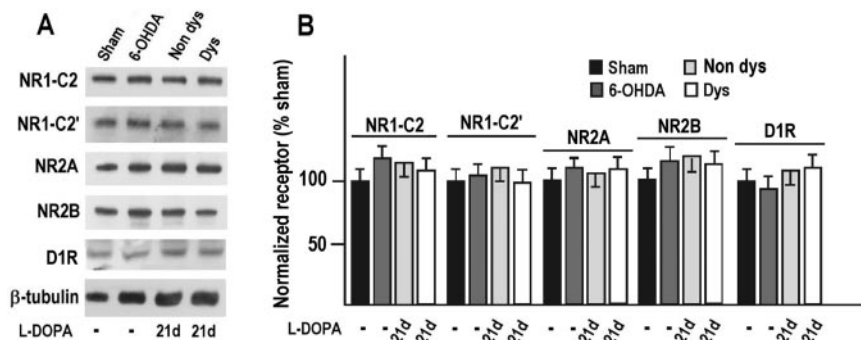 A
Sham 6-OHDA Non dys Dys
NR1-C2
NR1-C2'
NR2A
NR2B
D1R
β-tubulin
L-DOPA - - 21d 21d
B
Normalized receptor (% sham)
100
50
Sham Non dys
6-OHDA Dys
NR1-C2 NR1-C2' NR2A NR2B D1R
L-DOPA - - 21d 21d - - 21d 21d - - 21d 21d - - 21d 21d - - 21d 21d